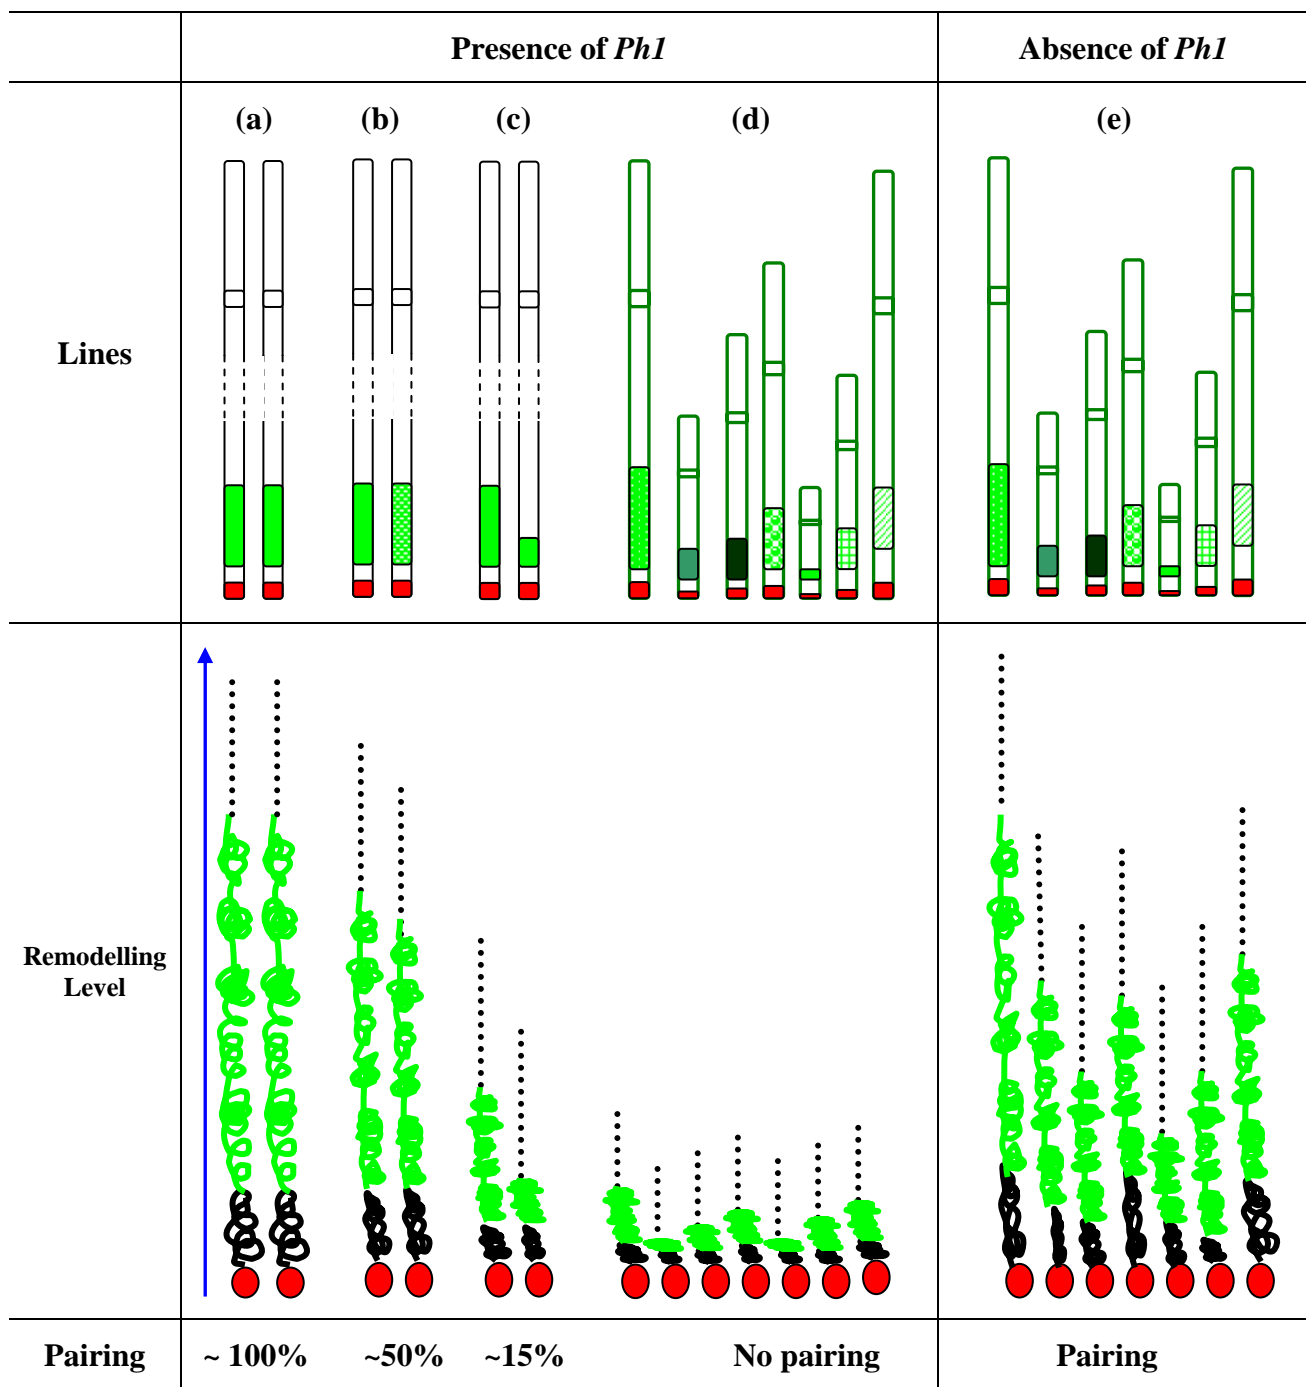 Presence of Ph1
Absence of Ph1
Lines
(a)
(b)
(c)
(d)
(e)
Remodelling
Level
Pairing
~ 100%
~50%
~15%
No pairing
Pairing